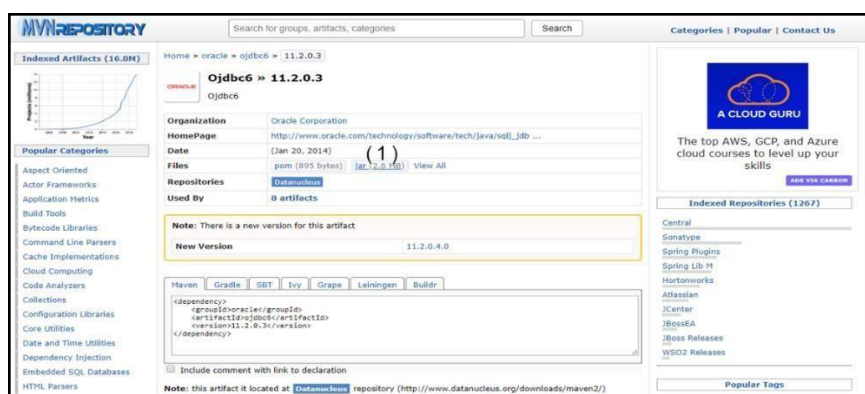 MVNREPOSITORY
Search for groups, artifacts, categories
Search
Categories | Popular | Contact Us
Indexed Artifacts (16.8M)
Projects (millions)
Year
Popular Categories
Aspect Oriented
Actor Frameworks
Application Metrics
Build Tools
Bytecode Libraries
Command Line Parsers
Cache Implementations
Cloud Computing
Code Analyzers
Collections
Configuration Libraries
Core Utilities
Date and Time Utilities
Dependency Injection
Embedded SQL Databases
HTML Parsers
Home » oracle » ojdbc6 » 11.2.0.3
ORACLE
Ojdbc6 » 11.2.0.3
Ojdbc6
Organization Oracle Corporation
HomePage http://www.oracle.com/technology/software/tech/java/sqlj_jdb ...
Date (Jan 20, 2014)
(1)
Files pom (895 bytes) jar (2.6 MB) View All
Repositories Datanucleus
Used By 8 artifacts
Note: There is a new version for this artifact
New Version 11.2.0.4.0
Maven Gradle SBT Ivy Grape Leiningen Buildr
<dependency>
<groupId>oracle</groupId>
<artifactId>ojdbc6</artifactId>
<version>11.2.0.3</version>
</dependency>
Include comment with link to declaration
Note: this artifact it located at Datanucleus repository (http://www.datanucleus.org/downloads/maven2/)
A CLOUD GURU
The top AWS, GCP, and Azure
cloud courses to level up your
skills
ADS VIA CARBON
Indexed Repositories (1267)
Central
Sonatype
Spring Plugins
Spring Lib M
Hortonworks
Atlassian
JCenter
JBossEA
JBoss Releases
WSO2 Releases
Popular Tags